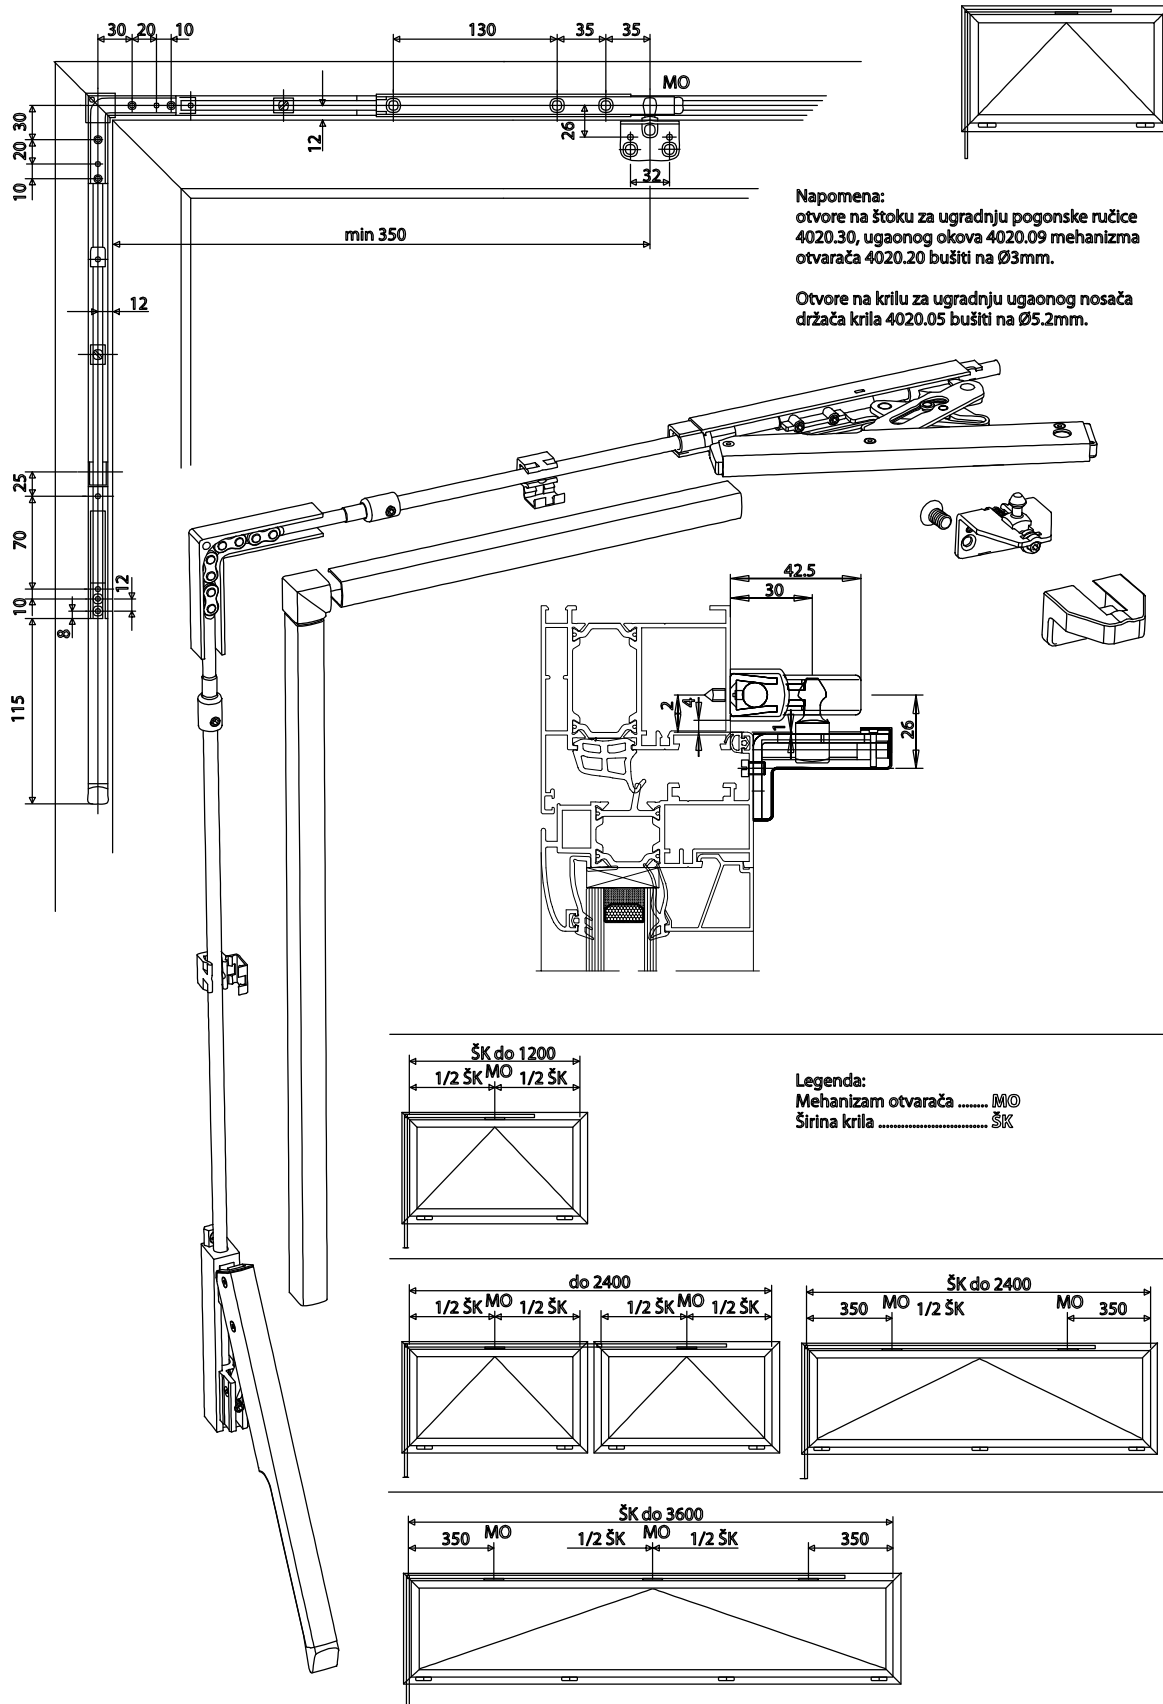 30 20 10
130 35 35
MO
30
20
10
12
26
32
min 350
12
Napomena:
otvore na štoku za ugradnju pogonske ručice
4020.30, ugaonog okova 4020.09 mehanizma
otvarača 4020.20 bušiti na Ø3mm.
Otvore na krilu za ugradnju ugaonog nosača
držača krila 4020.05 bušiti na Ø5.2mm.
25
70
12
10
8
115
42.5
30
2
4
1
26
ŠK do 1200
1/2 ŠK MO 1/2 ŠK
Legenda:
Mehanizam otvarača ........ MO
Širina krila ............................ ŠK
do 2400
1/2 ŠK MO 1/2 ŠK 1/2 ŠK MO 1/2 ŠK
ŠK do 2400
350 MO 1/2 ŠK MO 350
ŠK do 3600
350 MO 1/2 ŠK MO 1/2 ŠK 350